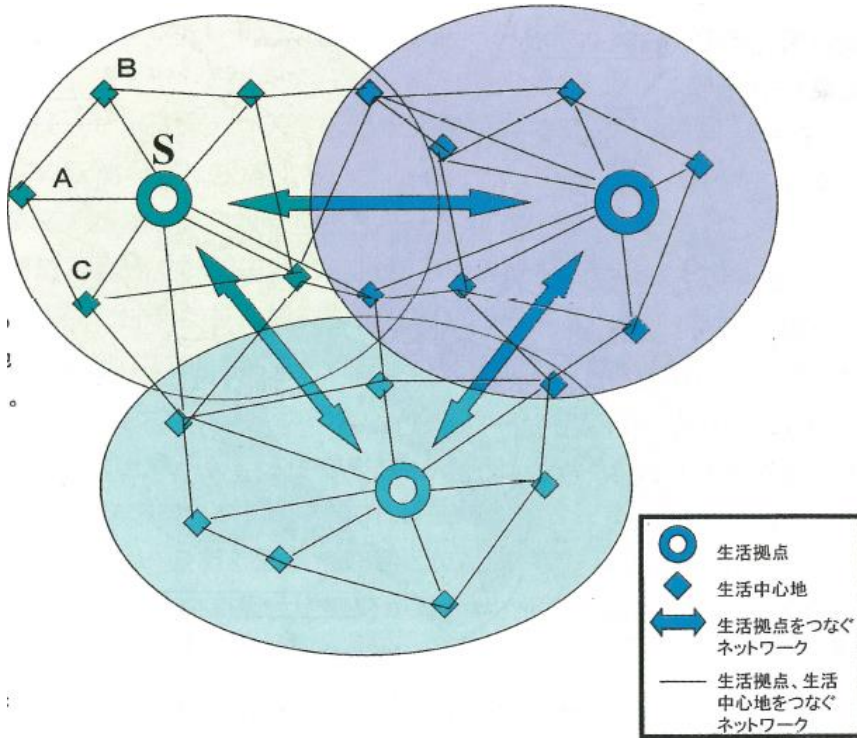 B
S
A
C
。
生活拠点
生活中心地
生活拠点をつなぐ
ネットワーク
生活拠点、生活
中心地をつなぐ
ネットワーク